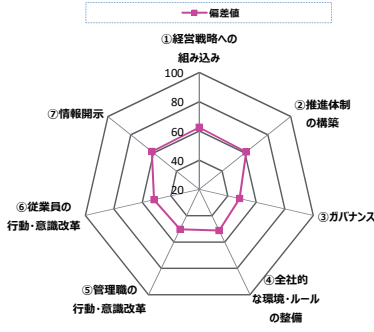 偏差値
①経営戦略への
組み込み
100
80
60
40
20
②推進体制
の構築
③ガバナンス
④全社的
な環境・ルール
の整備
⑤管理職の
行動・意識改革
⑥従業員の
行動・意識改革
⑦情報開示